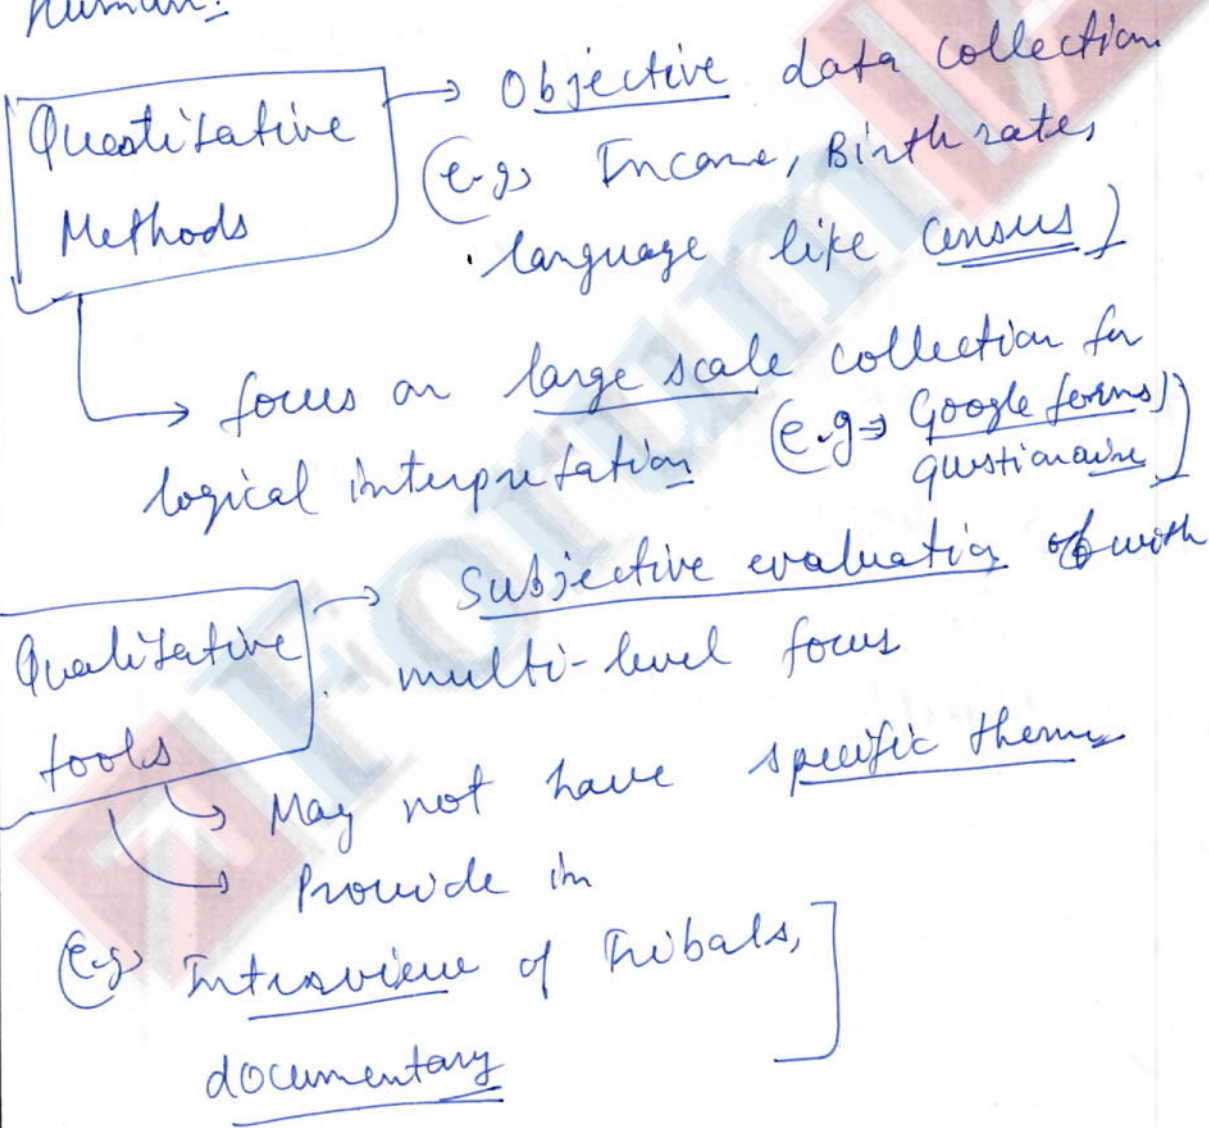 human.
Quantitative Methods → Objective data collection
(e.g→ Income, Birth rates,
language like Census)
→ focus on large scale collection for
logical interpretation (e.g→ Google forms,
questionaire)
Qualitative tools → Subjective evaluation of with
multi-level focus
→ May not have specific themes
→ Provide in
(e.g→ Interview of Tribals,
documentary
Forum